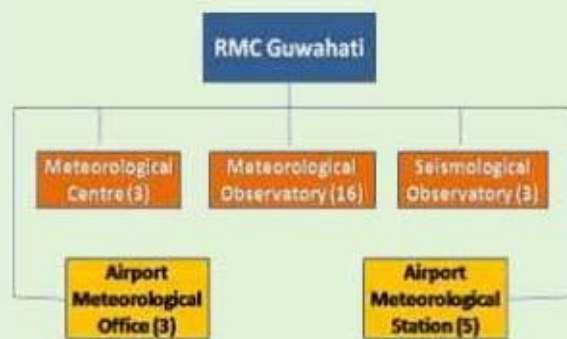 RMC Guwahati
Meteorological
Centre (3)
Meteorological
Observatory (16)
Seismological
Observatory (3)
Airport
Meteorological
Office (3)
Airport
Meteorological
Station (5)